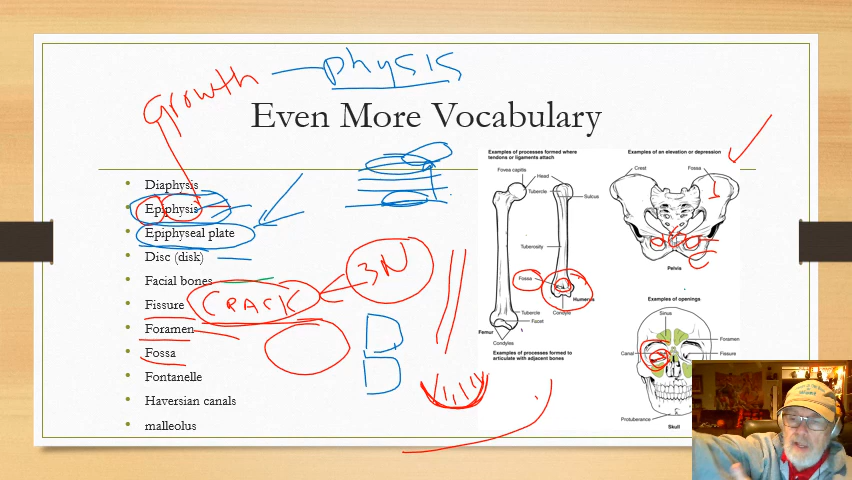 growth
physis
Even More Vocabulary
• Diaphysis
• Epiphysis
• Epiphyseal plate
• Disc (disk)
• Facial bones
• Fissure
• Foramen
• Fossa
• Fontanelle
• Haversian canals
• malleolus
CRACK
3N
D
D
Examples of processes formed where
tendons or ligaments attach
Fovea capitis
Head
Tubercle
Sulcus
Tuberosity
Fossa
Humerus
Tubercle
Condyle
Facet
Femur
Condyles
Examples of processes formed to
articulate with adjacent bones
Examples of an elevation or depression
Crest
Fossa
Pelvis
Examples of openings
Sinus
Foramen
Canal
Fissure
Protuberance
Skull